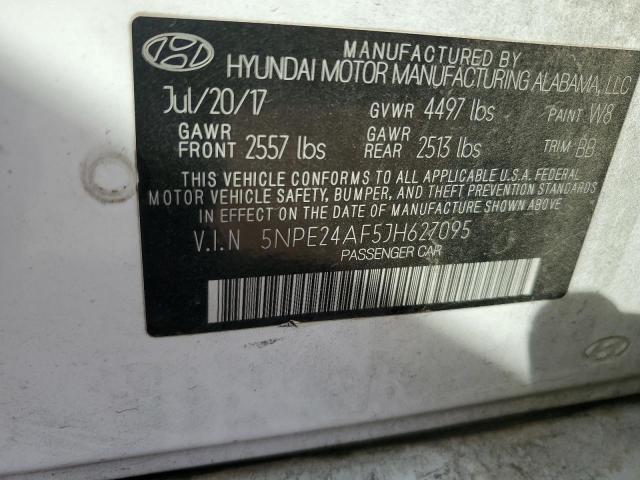 MANUFACTURED BY
HYUNDAI MOTOR MANUFACTURING ALABAMA, LLC
Jul/20/17 GVWR 4497 lbs PAINT W8
GAWR FRONT 2557 lbs GAWR REAR 2513 lbs TRIM BB
THIS VEHICLE CONFORMS TO ALL APPLICABLE U.S.A. FEDERAL
MOTOR VEHICLE SAFETY, BUMPER, AND THEFT PREVENTION STANDARDS
IN EFFECT ON THE DATE OF MANUFACTURE SHOWN ABOVE
V.I.N 5NPE24AF5JH627095
PASSENGER CAR